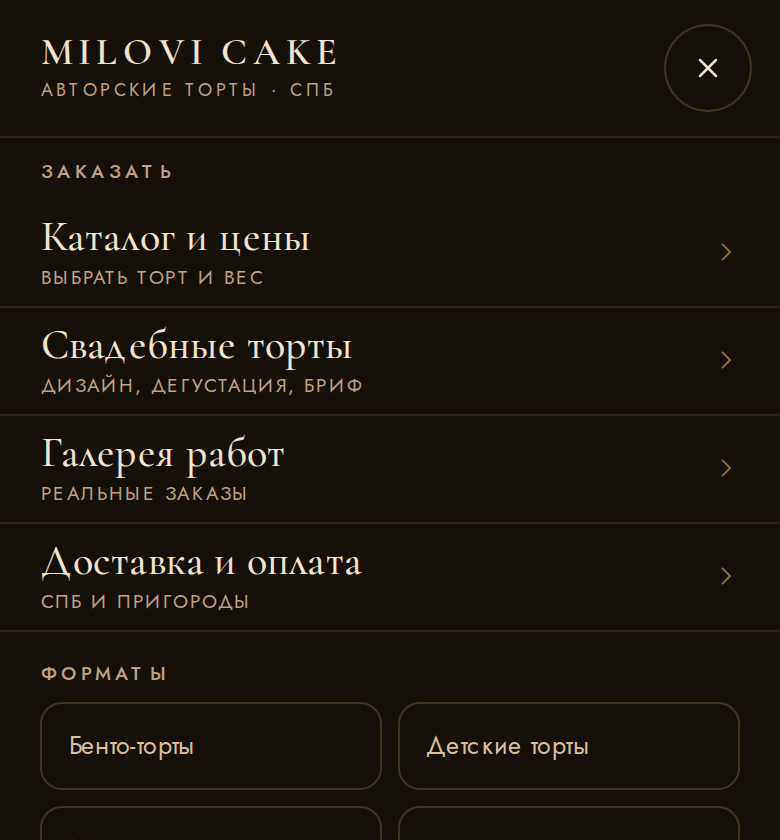 MILOVI CAKE
АВТОРСКИЕ ТОРТЫ · СПБ
ЗАКАЗАТЬ
Каталог и цены
ВЫБРАТЬ ТОРТ И ВЕС
Свадебные торты
ДИЗАЙН, ДЕГУСТАЦИЯ, БРИФ
Галерея работ
РЕАЛЬНЫЕ ЗАКАЗЫ
Доставка и оплата
СПБ И ПРИГОРОДЫ
ФОРМАТЫ
Бенто-торты
Детские торты